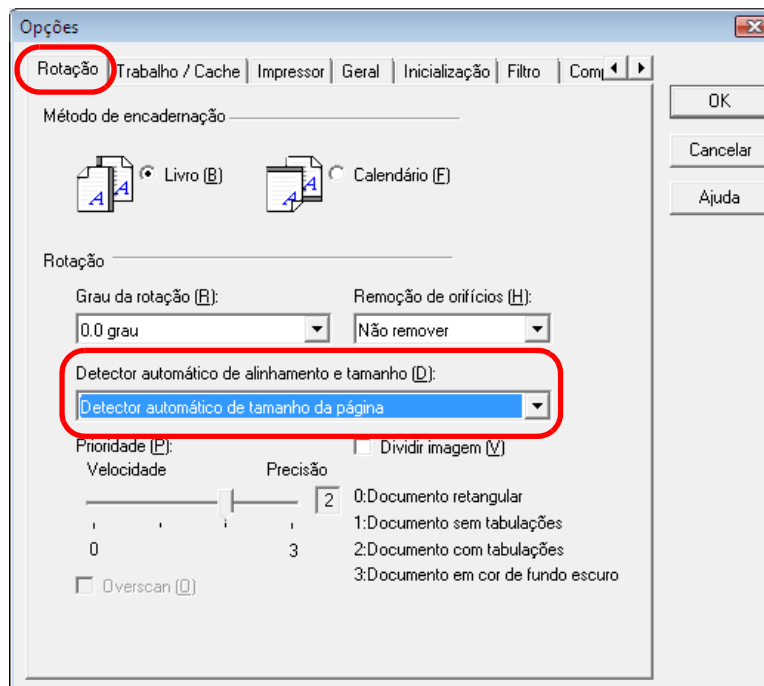 Opções
Rotação Trabalho / Cache Impressor Geral Inicialização Filtro Com
OK
Cancelar
Ajuda
Método de encadernação
A A Livro (B) A A Calendário (F)
Rotação
Grau da rotação (R): Remoção de orifícios (H):
0.0 grau Não remover
Detector automático de alinhamento e tamanho (D):
Detector automático de tamanho da página
Prioridade (P): Dividir imagem (V)
Velocidade Precisão
2
0:Documento retangular
1:Documento sem tabulações
0 3 2:Documento com tabulações
3:Documento em cor de fundo escuro
Overscan (O)